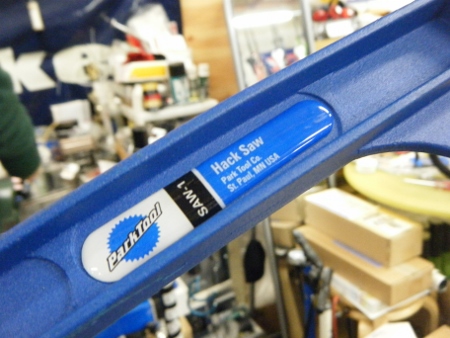 ParkTool
SAW-1
Hack Saw
Park Tool Co.
St. Paul, MN USA